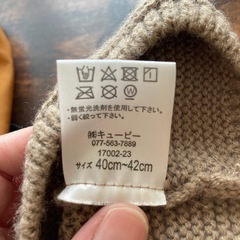 ・無蛍光洗剤を使用して下さい。
・弱く絞って下さい。
㈱キューピー
077-563-7889
17002-23
サイズ 40cm~42cm